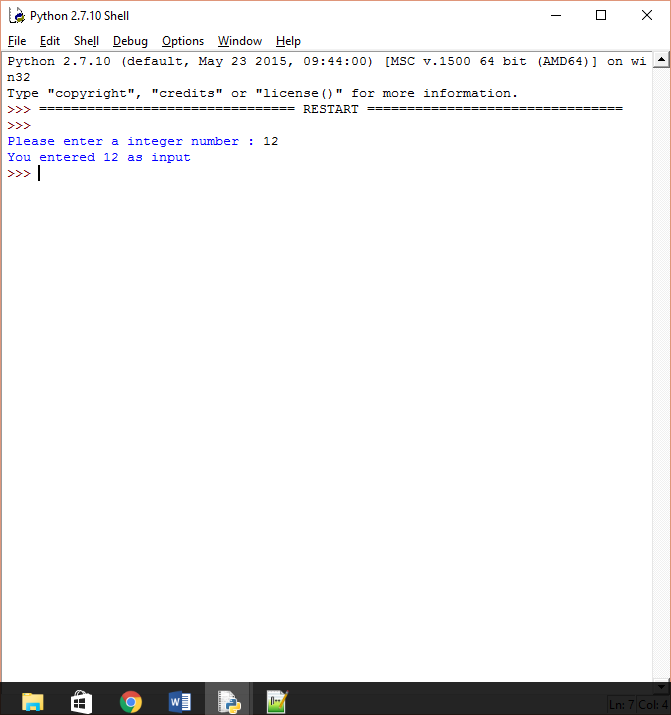 Python 2.7.10 Shell
File Edit Shell Debug Options Window Help
Python 2.7.10 (default, May 23 2015, 09:44:00) [MSC v.1500 64 bit (AMD64)] on wi
n32
Type "copyright", "credits" or "license()" for more information.
>>> ================================ RESTART ================================
>>>
Please enter a integer number : 12
You entered 12 as input
>>>
Ln: 7 Col: 4